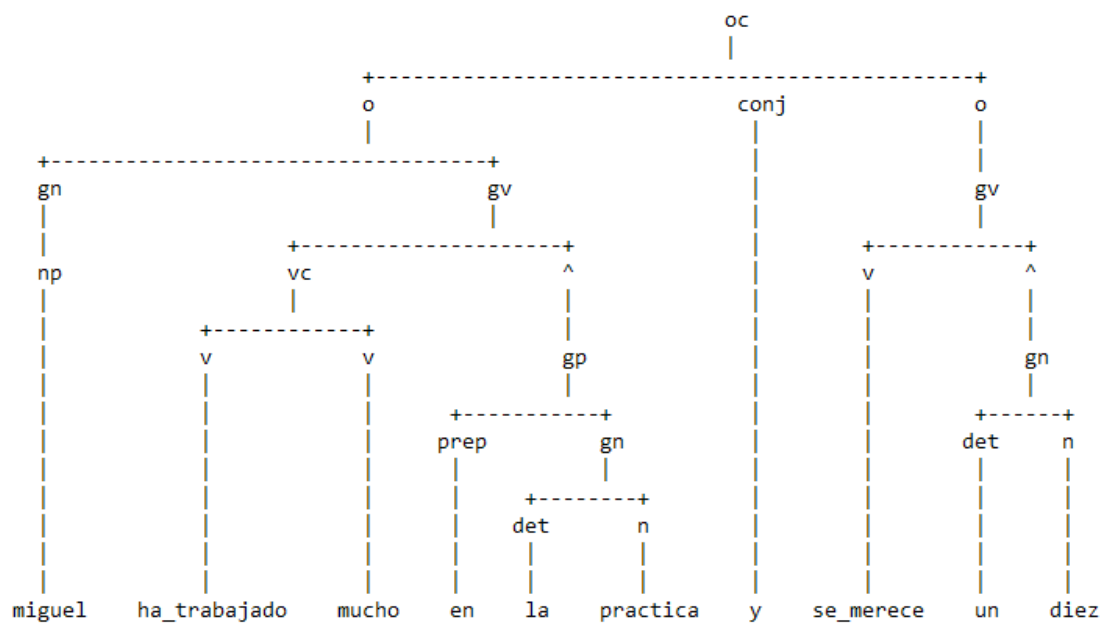 oc
o conj o
gn gv gv
np vc ^ v ^
v v gp gn
prep gn det n
det n
miguel ha_trabajado mucho en la practica y se_merece un diez